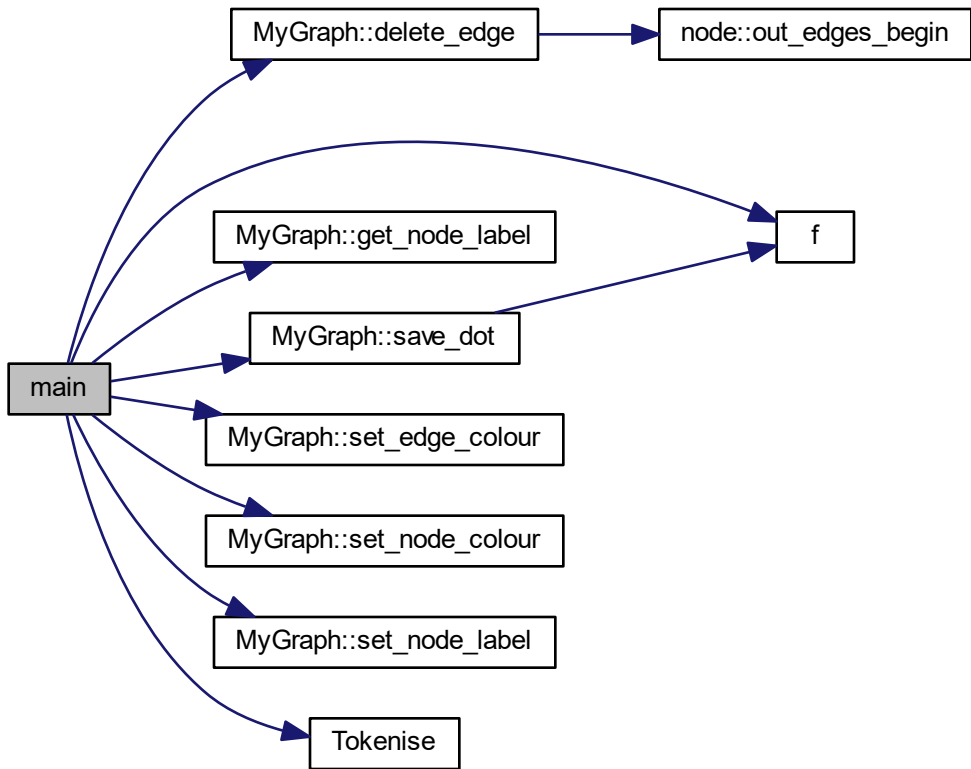 MyGraph::delete_edge
node::out_edges_begin
f
MyGraph::get_node_label
MyGraph::save_dot
main
MyGraph::set_edge_colour
MyGraph::set_node_colour
MyGraph::set_node_label
Tokenise